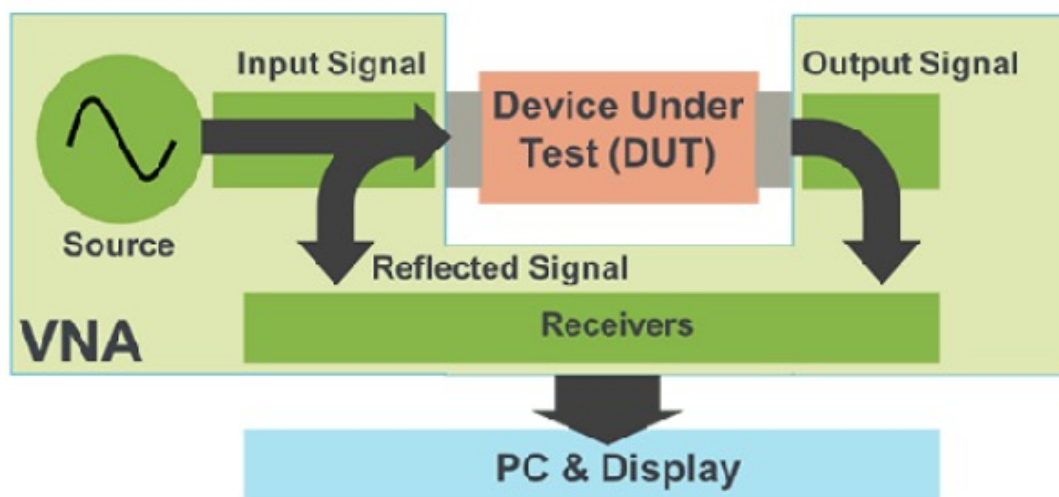 Input Signal
Output Signal
Device Under
Test (DUT)
Source
Reflected Signal
Receivers
VNA
PC & Display